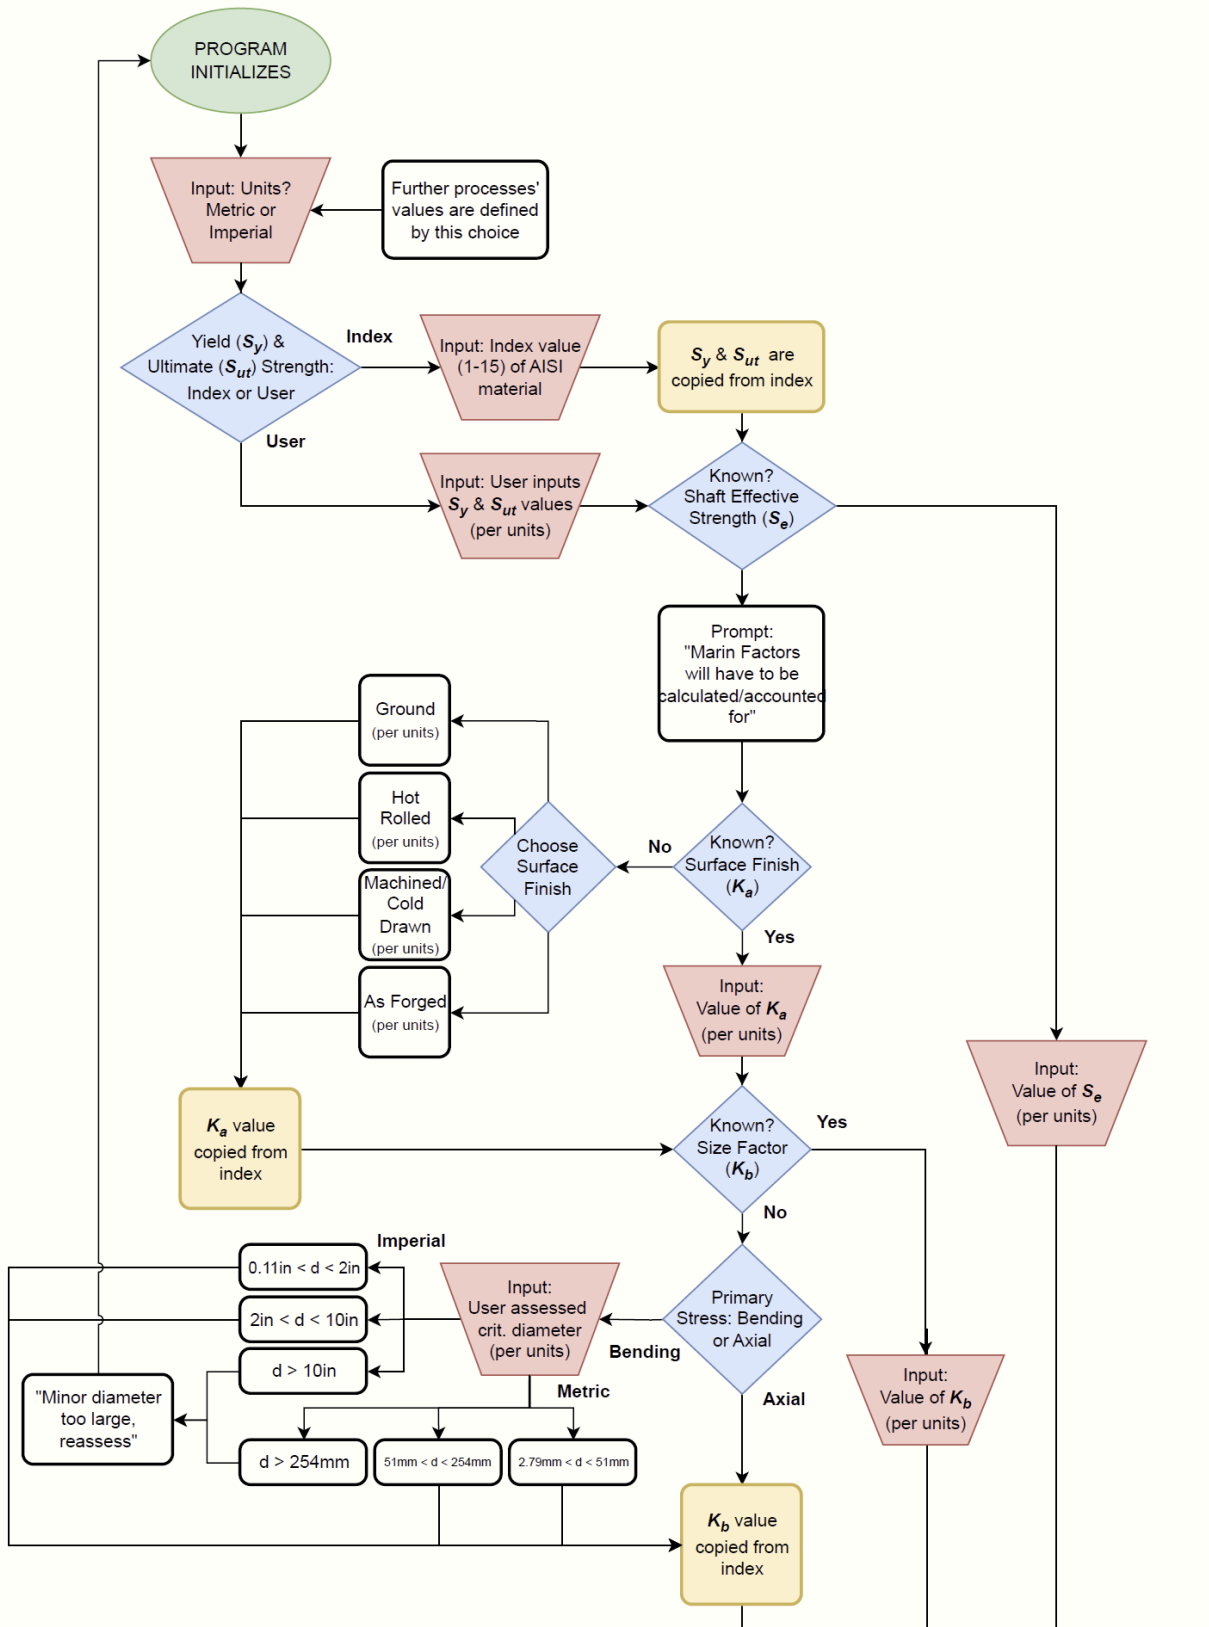 PROGRAM
INITIALIZES
Input: Units?
Metric or
Imperial
Further processes'
values are defined
by this choice
Yield (Sy) &
Ultimate (Sut) Strength:
Index or User
Index
User
Input: Index value
(1-15) of AISI
material
Sy & Sut are
copied from index
Input: User inputs
Sy & Sut values
(per units)
Known?
Shaft Effective
Strength (Se)
Prompt:
"Marin Factors
will have to be
calculated/accounted
for"
Ground
(per units)
Hot
Rolled
(per units)
Machined/
Cold
Drawn
(per units)
As Forged
(per units)
Choose
Surface
Finish
No
Known?
Surface Finish
(Ka)
Yes
Input:
Value of Ka
(per units)
Input:
Value of Se
(per units)
Ka value
copied from
index
Known?
Size Factor
(Kb)
Yes
No
Imperial
0.11in < d < 2in
2in < d < 10in
d > 10in
Input:
User assessed
crit. diameter
(per units)
Bending
Primary
Stress: Bending
or Axial
Axial
Input:
Value of Kb
(per units)
"Minor diameter
too large,
reassess"
Metric
d > 254mm
51mm < d < 254mm
2.79mm < d < 51mm
Kb value
copied from
index